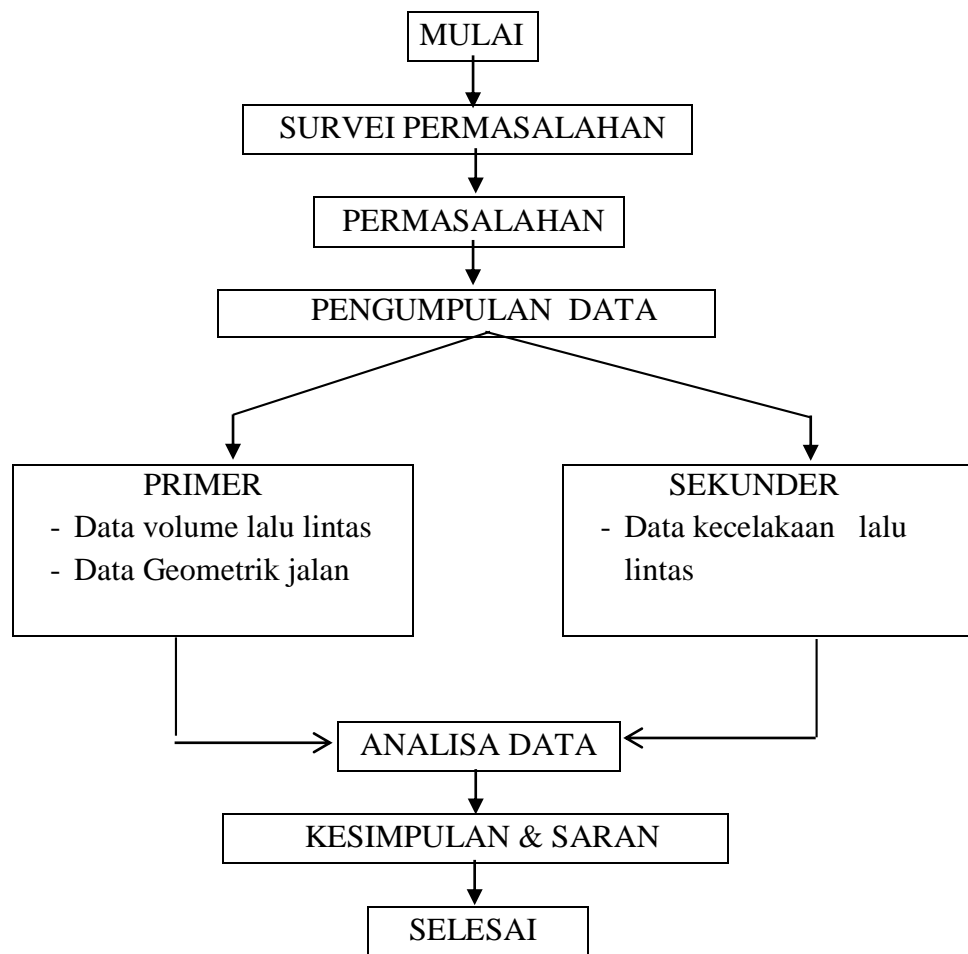 MULAI
SURVEI PERMASALAHAN
PERMASALAHAN
PENGUMPULAN DATA
PRIMER
- Data volume lalu lintas
- Data Geometrik jalan
SEKUNDER
- Data kecelakaan lalu
lintas
ANALISA DATA
KESIMPULAN & SARAN
SELESAI